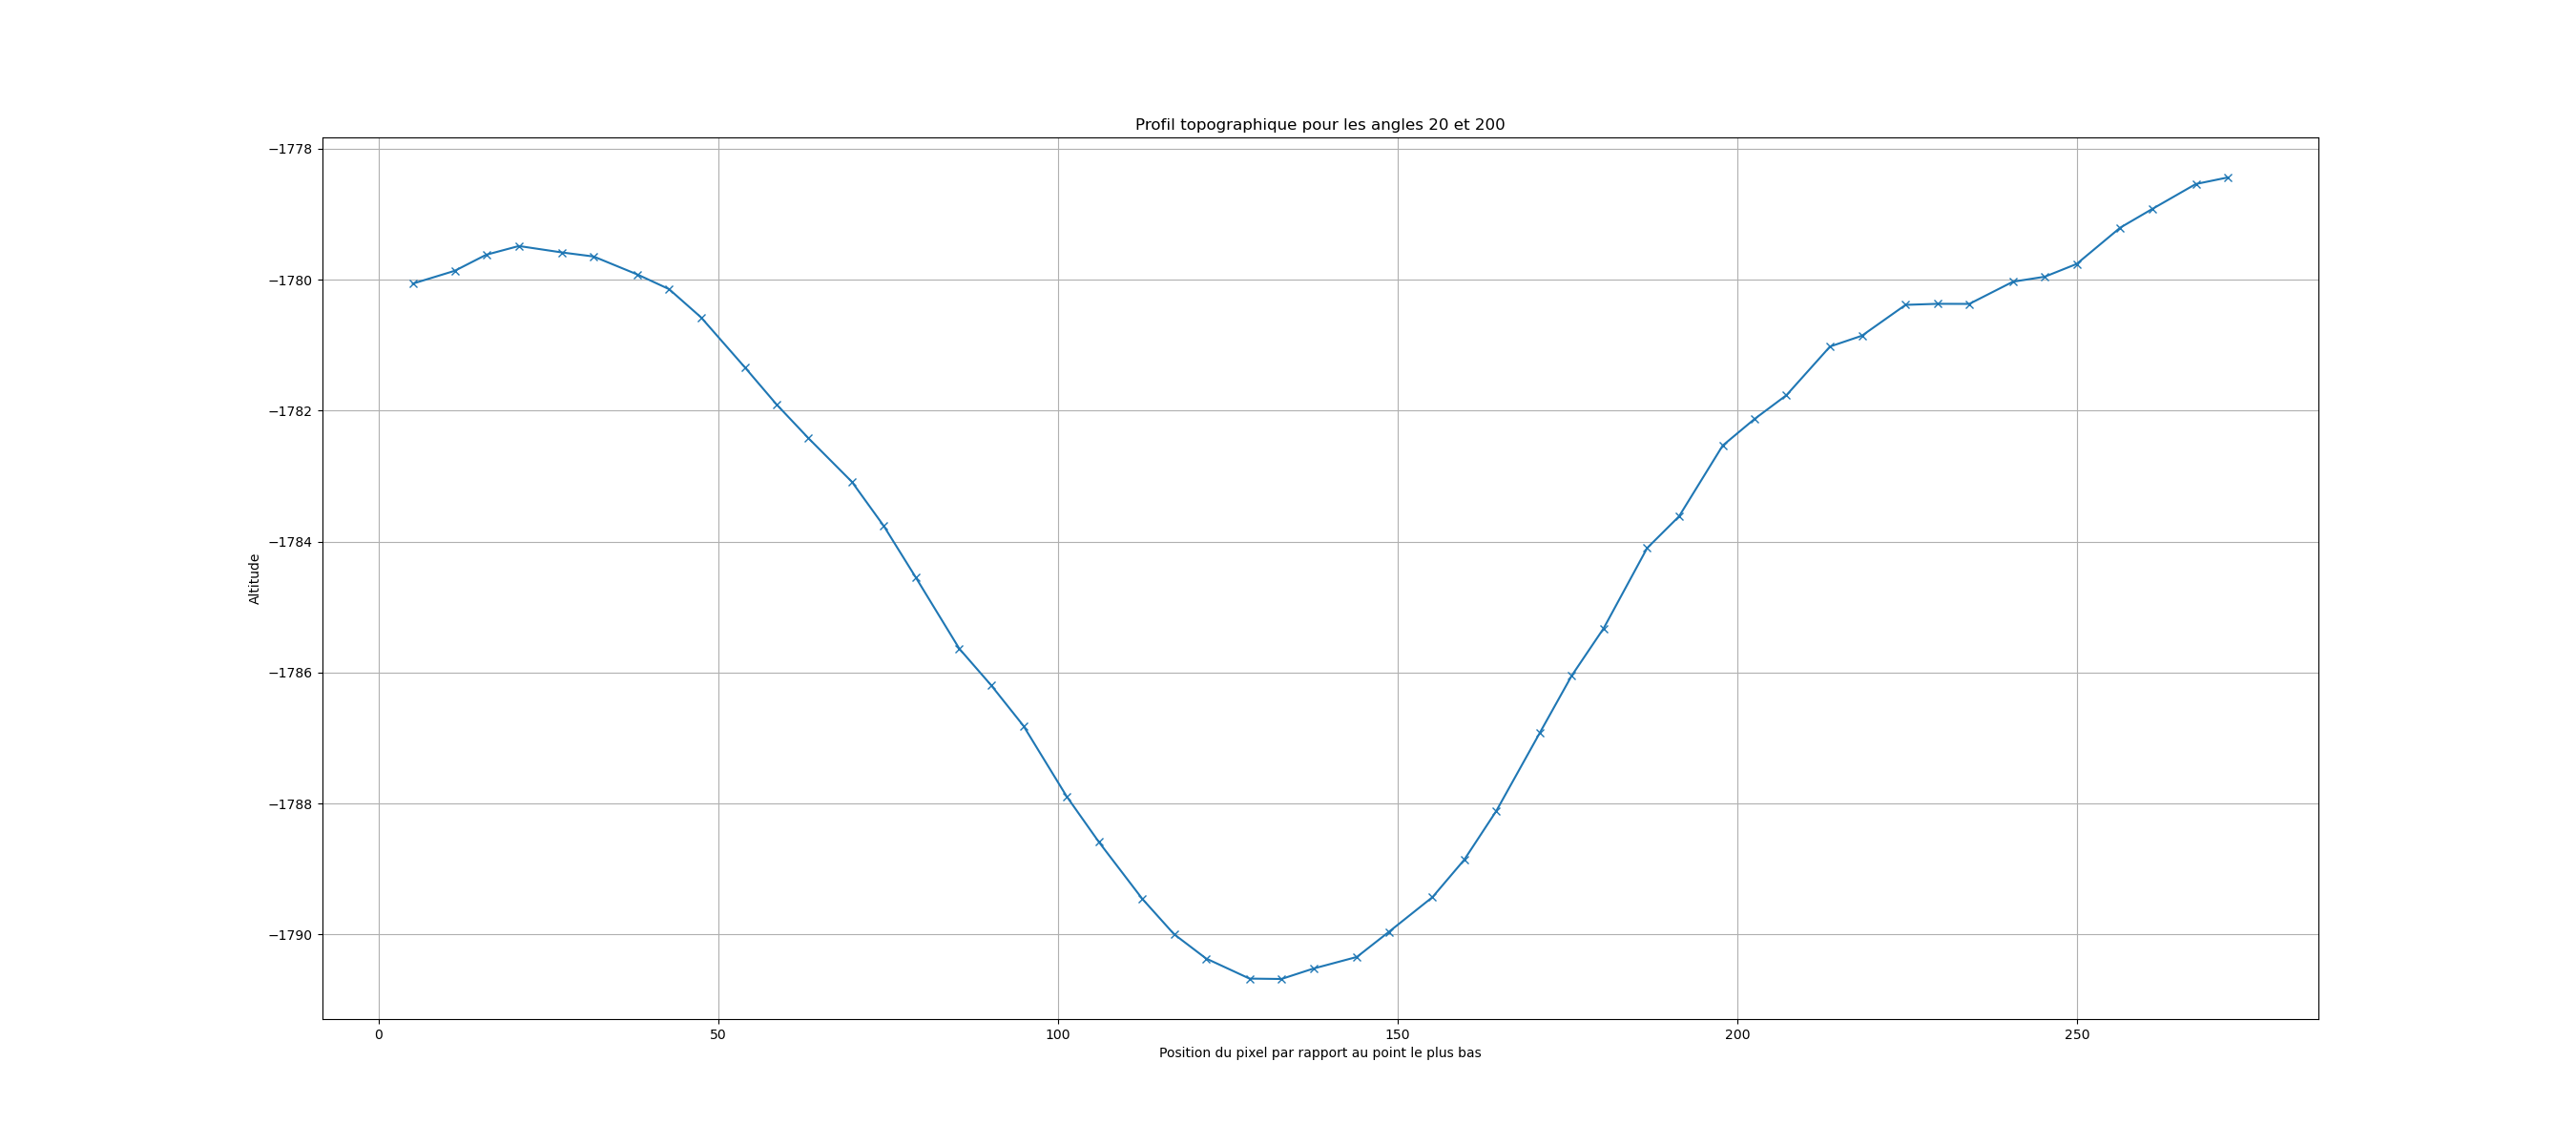 Profil topographique pour les angles 20 et 200
−1778
−1780
−1782
−1784
−1786
−1788
−1790
Altitude
0 50 100 150 200 250
Position du pixel par rapport au point le plus bas